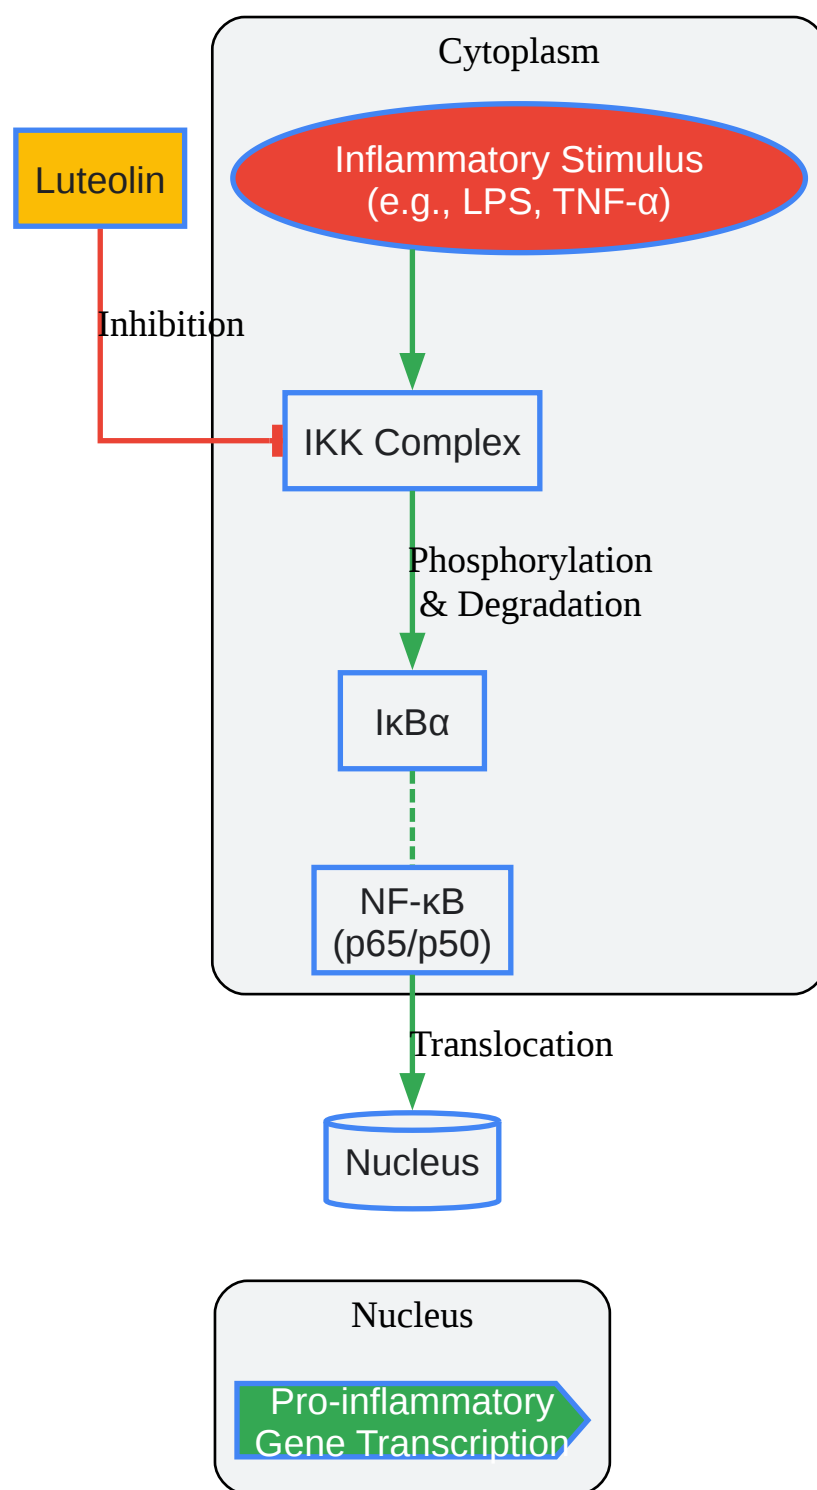 Cytoplasm
Luteolin
Inflammatory Stimulus
(e.g., LPS, TNF-α)
Inhibition
IKK Complex
Phosphorylation
& Degradation
IκBα
NF-κB
(p65/p50)
Translocation
Nucleus
Nucleus
Pro-inflammatory
Gene Transcription